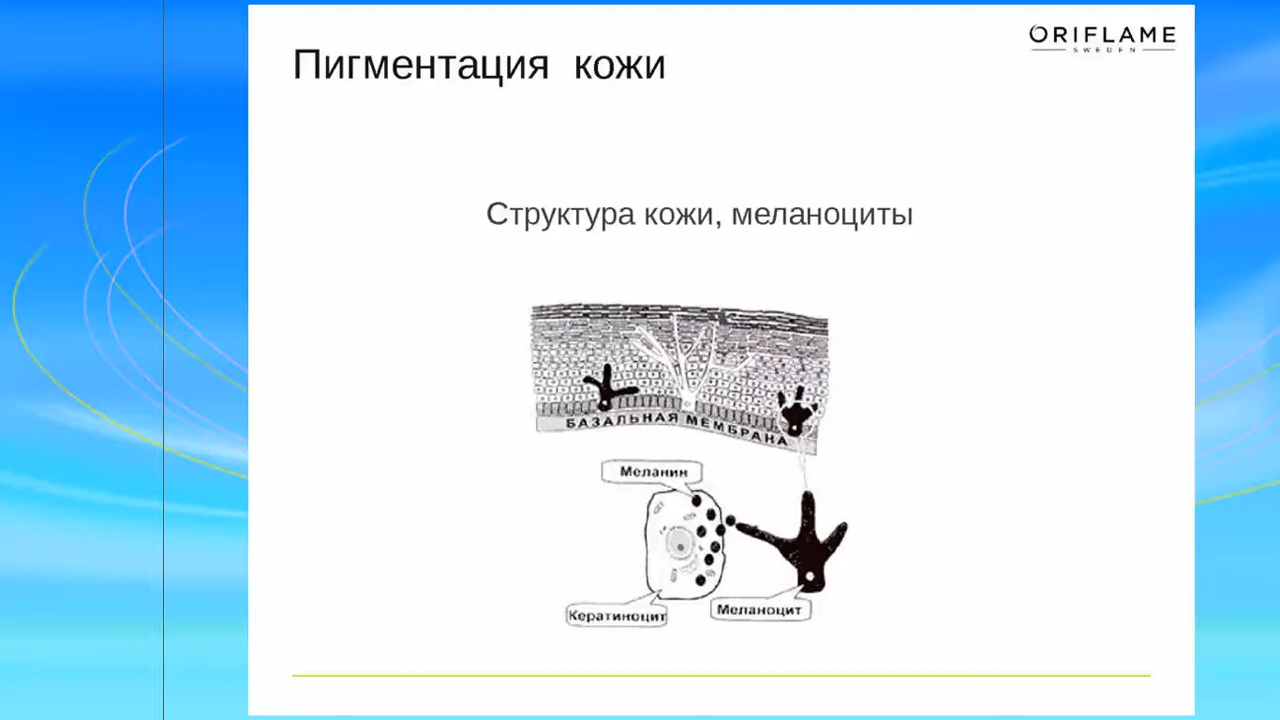 ORIFLAME
SWEDEN
Пигментация кожи
Структура кожи, меланоциты
БАЗАЛЬНАЯ МЕМБРАНА
Меланин
Кератиноцит
Меланоцит